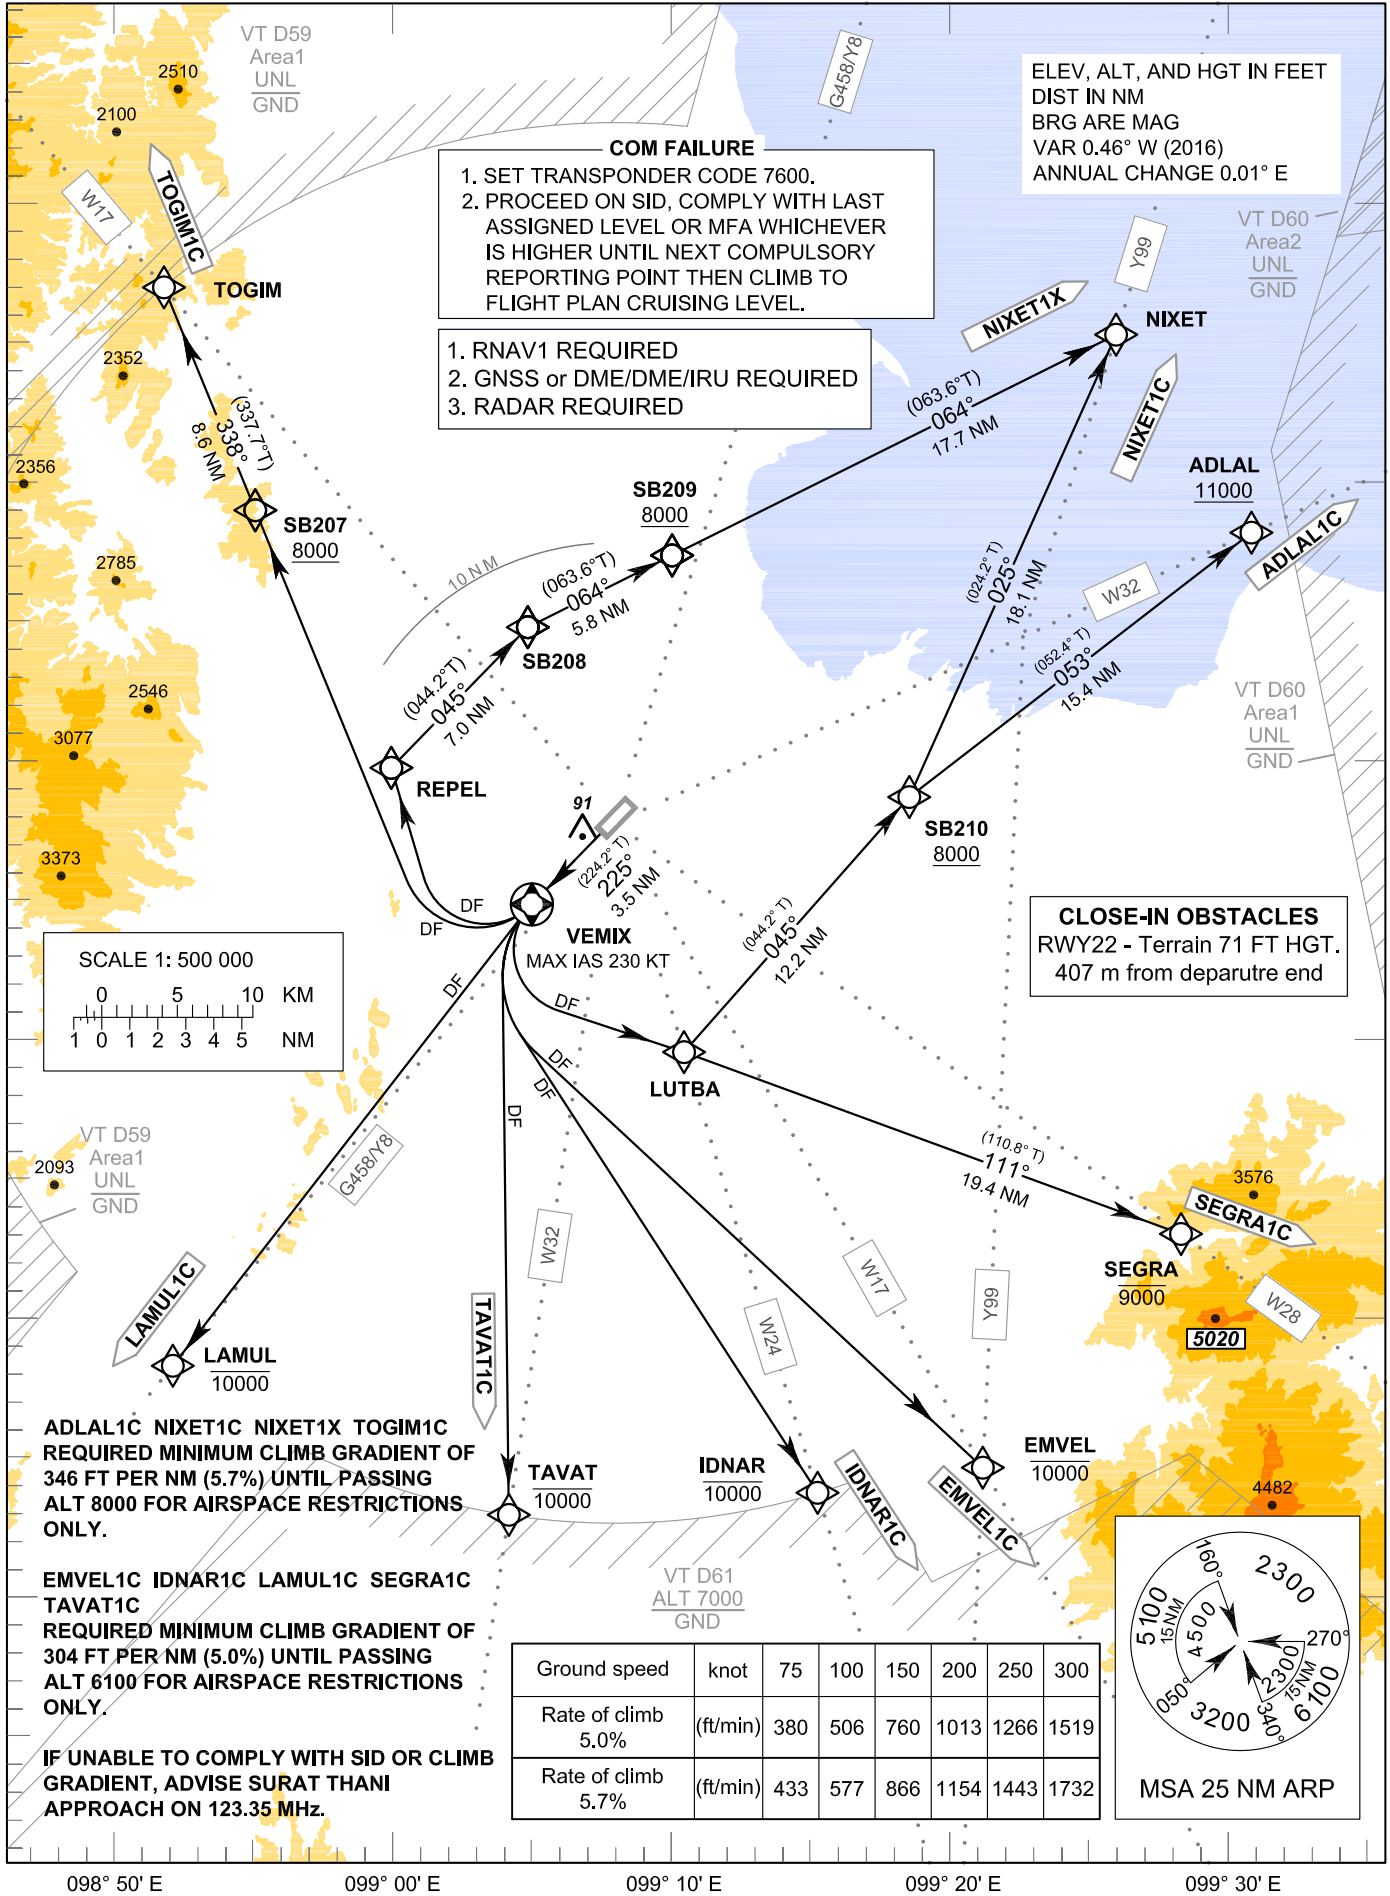 VT D59
Area1
UNL
GND
2510
2100
W17
TOGIM1C
TOGIM
G458/Y8
ELEV, ALT, AND HGT IN FEET
DIST IN NM
BRG ARE MAG
VAR 0.46° W (2016)
ANNUAL CHANGE 0.01° E
COM FAILURE
1. SET TRANSPONDER CODE 7600.
2. PROCEED ON SID, COMPLY WITH LAST
ASSIGNED LEVEL OR MFA WHICHEVER
IS HIGHER UNTIL NEXT COMPULSORY
REPORTING POINT THEN CLIMB TO
FLIGHT PLAN CRUISING LEVEL.
1. RNAV1 REQUIRED
2. GNSS or DME/DME/IRU REQUIRED
3. RADAR REQUIRED
VT D60
Area2
UNL
GND
Y99
NIXET1X
NIXET
NIXET1C
(063.6°T)
064°
17.7 NM
2352
(337.7°T)
338°
8.6 NM
2356
SB207
8000
SB209
8000
ADLAL
11000
ADLAL1C
2785
10 NM
(063.6°T)
064°
5.8 NM
SB208
(024.2° T)
025°
18.1 NM
W32
(052.4° T)
053°
15.4 NM
2546
3077
(044.2°T)
045°
7.0 NM
REPEL
VT D60
Area1
UNL
GND
91
SB210
8000
3373
(224.2° T)
225°
3.5 NM
DF
DF
VEMIX
MAX IAS 230 KT
(044.2° T)
045°
12.2 NM
CLOSE-IN OBSTACLES
RWY22 - Terrain 71 FT HGT.
407 m from deparutre end
SCALE 1: 500 000
0 5 10 KM
1 0 1 2 3 4 5 NM
DF
DF
DF
DF
DF
LUTBA
VT D59
Area1
UNL
GND
2093
G458/Y8
(110.8° T)
111°
19.4 NM
3576
SEGRA1C
SEGRA
9000
W28
5020
W32
W17
Y99
W24
LAMUL1C
LAMUL
10000
TAVAT1C
TAVAT
10000
IDNAR
10000
IDNAR1C
EMVEL
10000
EMVEL1C
4482
ADLAL1C NIXET1C NIXET1X TOGIM1C
REQUIRED MINIMUM CLIMB GRADIENT OF
346 FT PER NM (5.7%) UNTIL PASSING
ALT 8000 FOR AIRSPACE RESTRICTIONS
ONLY.
EMVEL1C IDNAR1C LAMUL1C SEGRA1C
TAVAT1C
REQUIRED MINIMUM CLIMB GRADIENT OF
304 FT PER NM (5.0%) UNTIL PASSING
ALT 6100 FOR AIRSPACE RESTRICTIONS
ONLY.
IF UNABLE TO COMPLY WITH SID OR CLIMB
GRADIENT, ADVISE SURAT THANI
APPROACH ON 123.35 MHz.
VT D61
ALT 7000
GND
Ground speed knot 75 100 150 200 250 300
Rate of climb
5.0% (ft/min) 380 506 760 1013 1266 1519
Rate of climb
5.7% (ft/min) 433 577 866 1154 1443 1732
160°
2300
5100
15 NM
4500
270°
2300
15 NM
6100
050°
3200
340°
MSA 25 NM ARP
098° 50' E
099° 00' E
099° 10' E
099° 20' E
099° 30' E